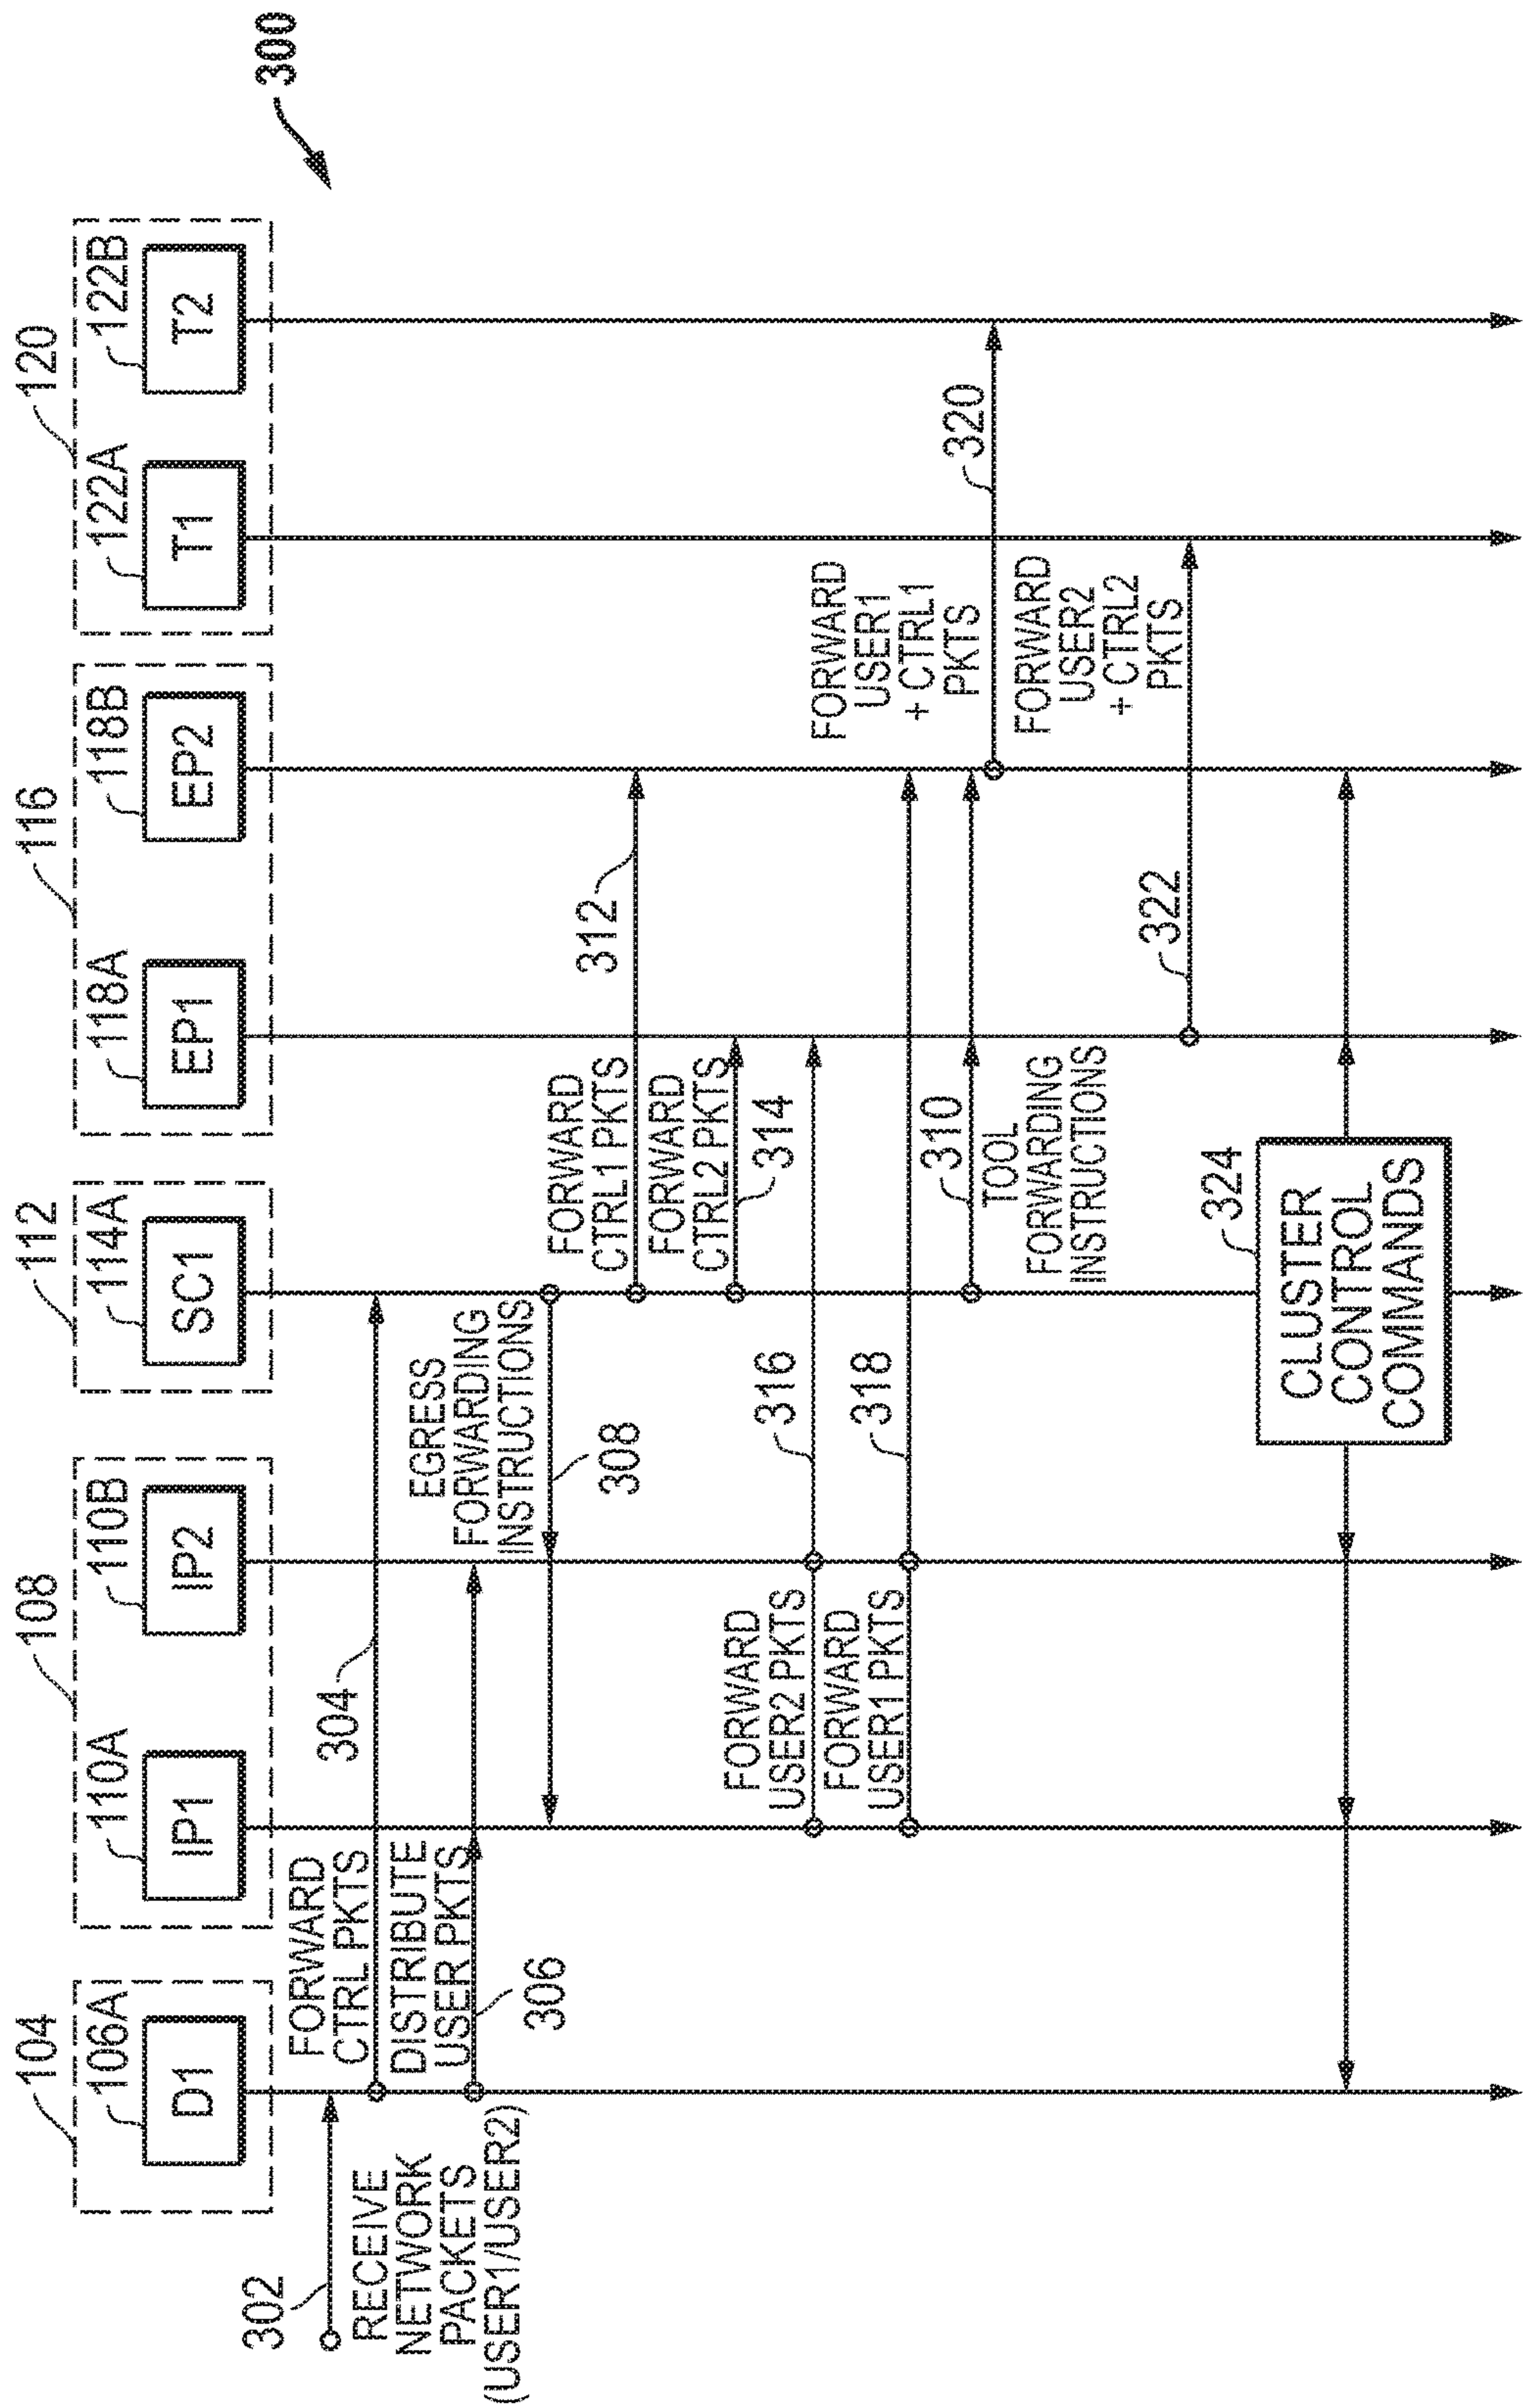 300
104
106A
D1
108
110A
IP1
110B
IP2
112
114A
SC1
116
118A
EP1
118B
EP2
120
122A
T1
122B
T2
302
RECEIVE
NETWORK
PACKETS
(USER1/USER2)
FORWARD
CTRL PKTS
304
DISTRIBUTE
USER PKTS
306
EGRESS
FORWARDING
INSTRUCTIONS
308
FORWARD
CTRL1 PKTS
312
FORWARD
CTRL2 PKTS
314
FORWARD
USER2 PKTS
316
FORWARD
USER1 PKTS
318
310
TOOL
FORWARDING
INSTRUCTIONS
FORWARD
USER1
+ CTRL1
PKTS
320
FORWARD
USER2
+ CTRL2
PKTS
322
324
CLUSTER
CONTROL
COMMANDS